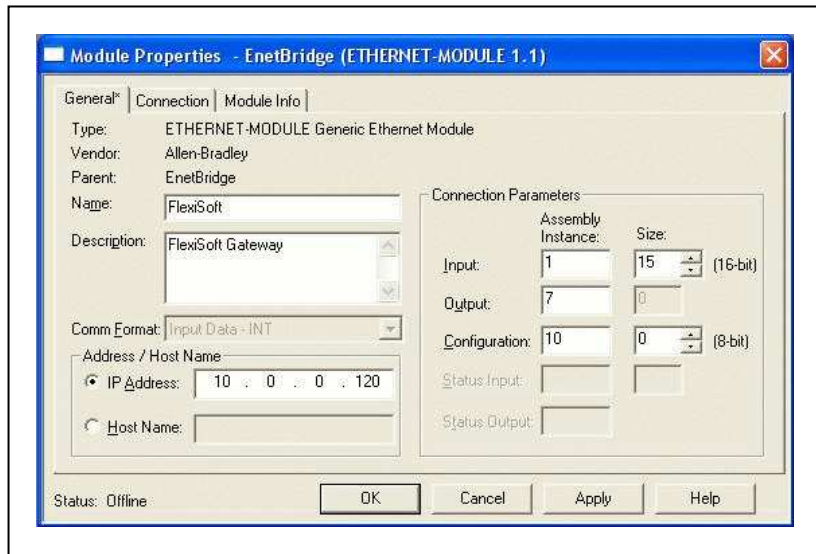 Module Properties - EnetBridge (ETHERNET-MODULE 1.1)
General* Connection Module Info
Type: ETHERNET-MODULE Generic Ethernet Module
Vendor: Allen-Bradley
Parent: EnetBridge
Name: FlexiSoft
Description: FlexiSoft Gateway
Comm Format: Input Data - INT
Address / Host Name
IP Address: 10 . 0 . 0 . 120
Host Name:
Connection Parameters
Assembly
Instance: Size:
Input: 1 15 (16-bit)
Output: 7 0
Configuration: 10 0 (8-bit)
Status Input:
Status Output:
Status: Offline
OK Cancel Apply Help